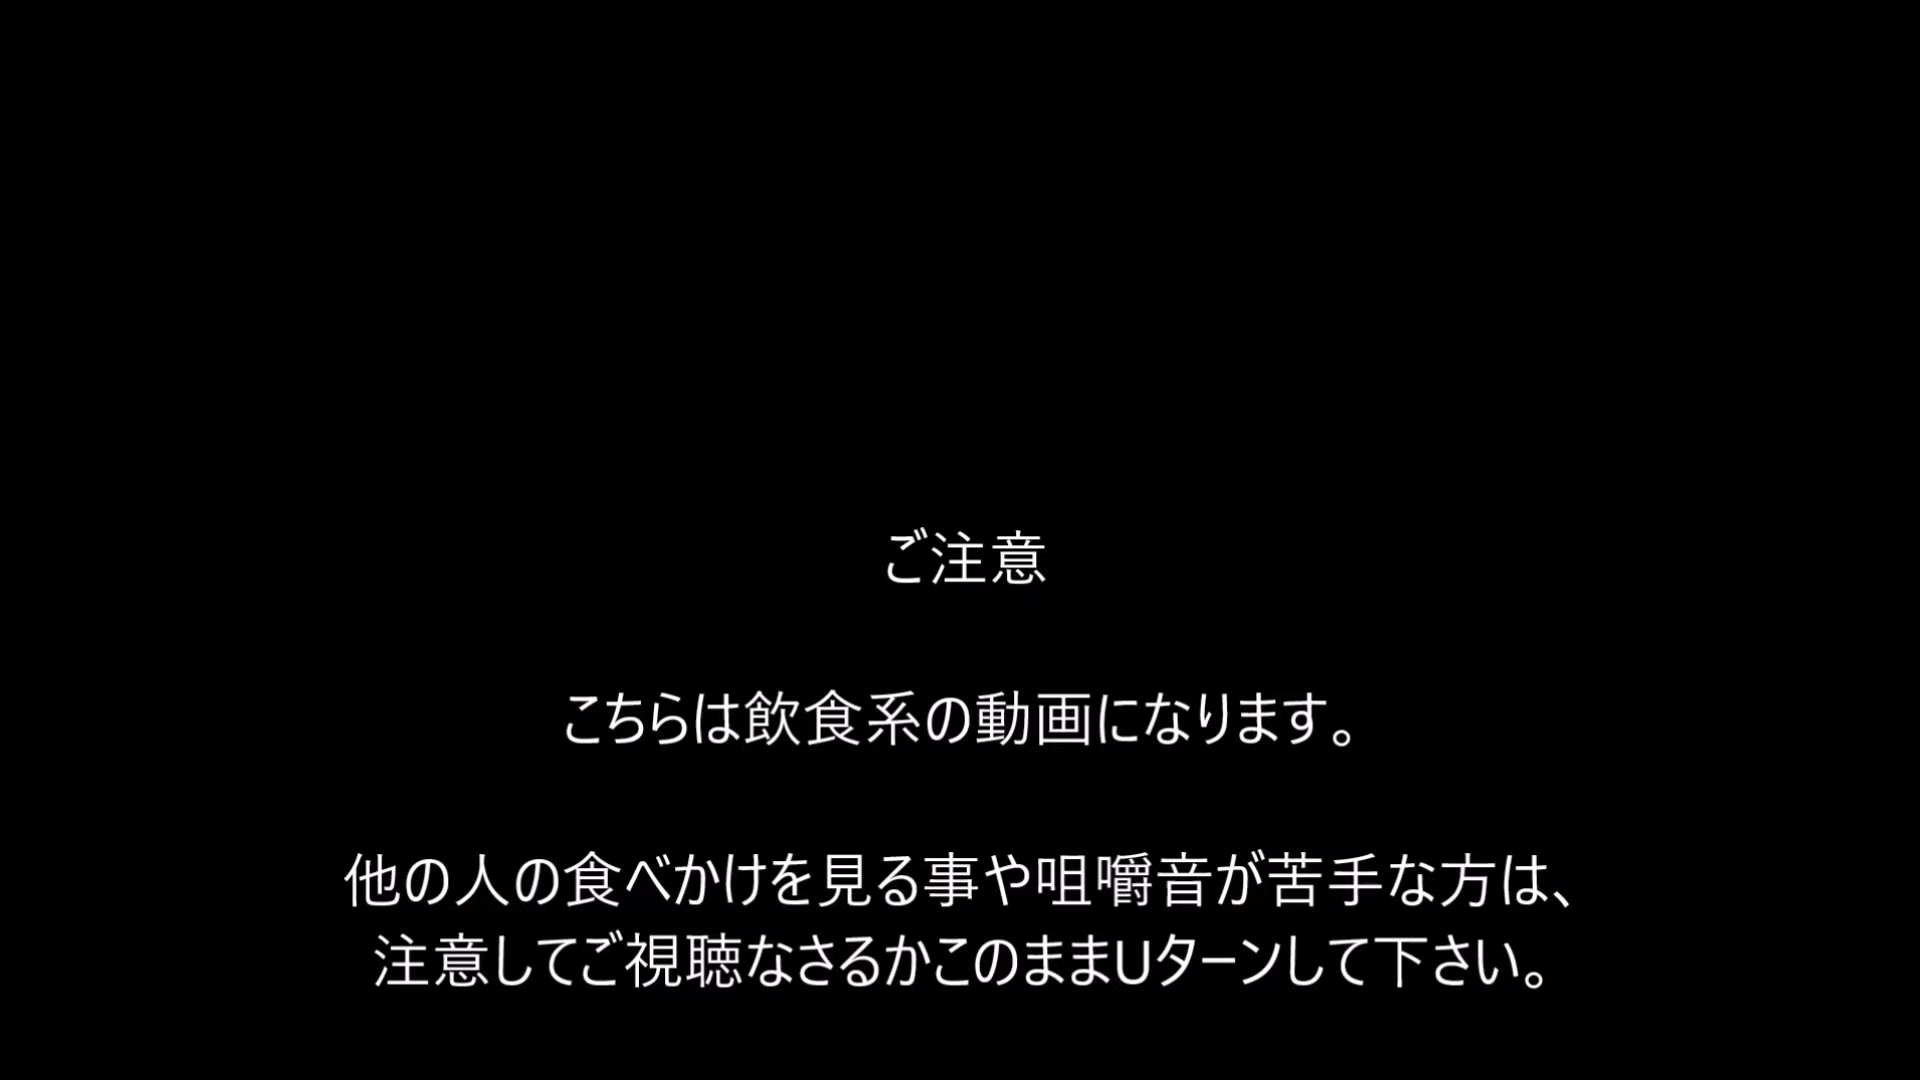 ご注意
こちらは飲食系の動画になります。
他の人の食べかけを見る事や咀嚼音が苦手な方は、
注意してご視聴なさるかこのままUターンして下さい。